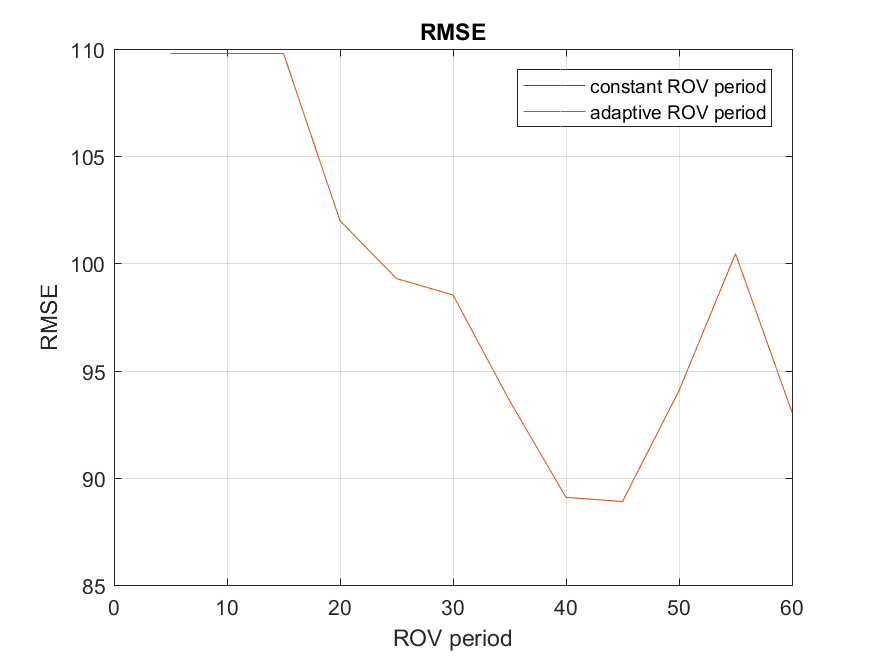 RMSE
110
105
100
95
90
85
RMSE
constant ROV period
adaptive ROV period
0 10 20 30 40 50 60
ROV period